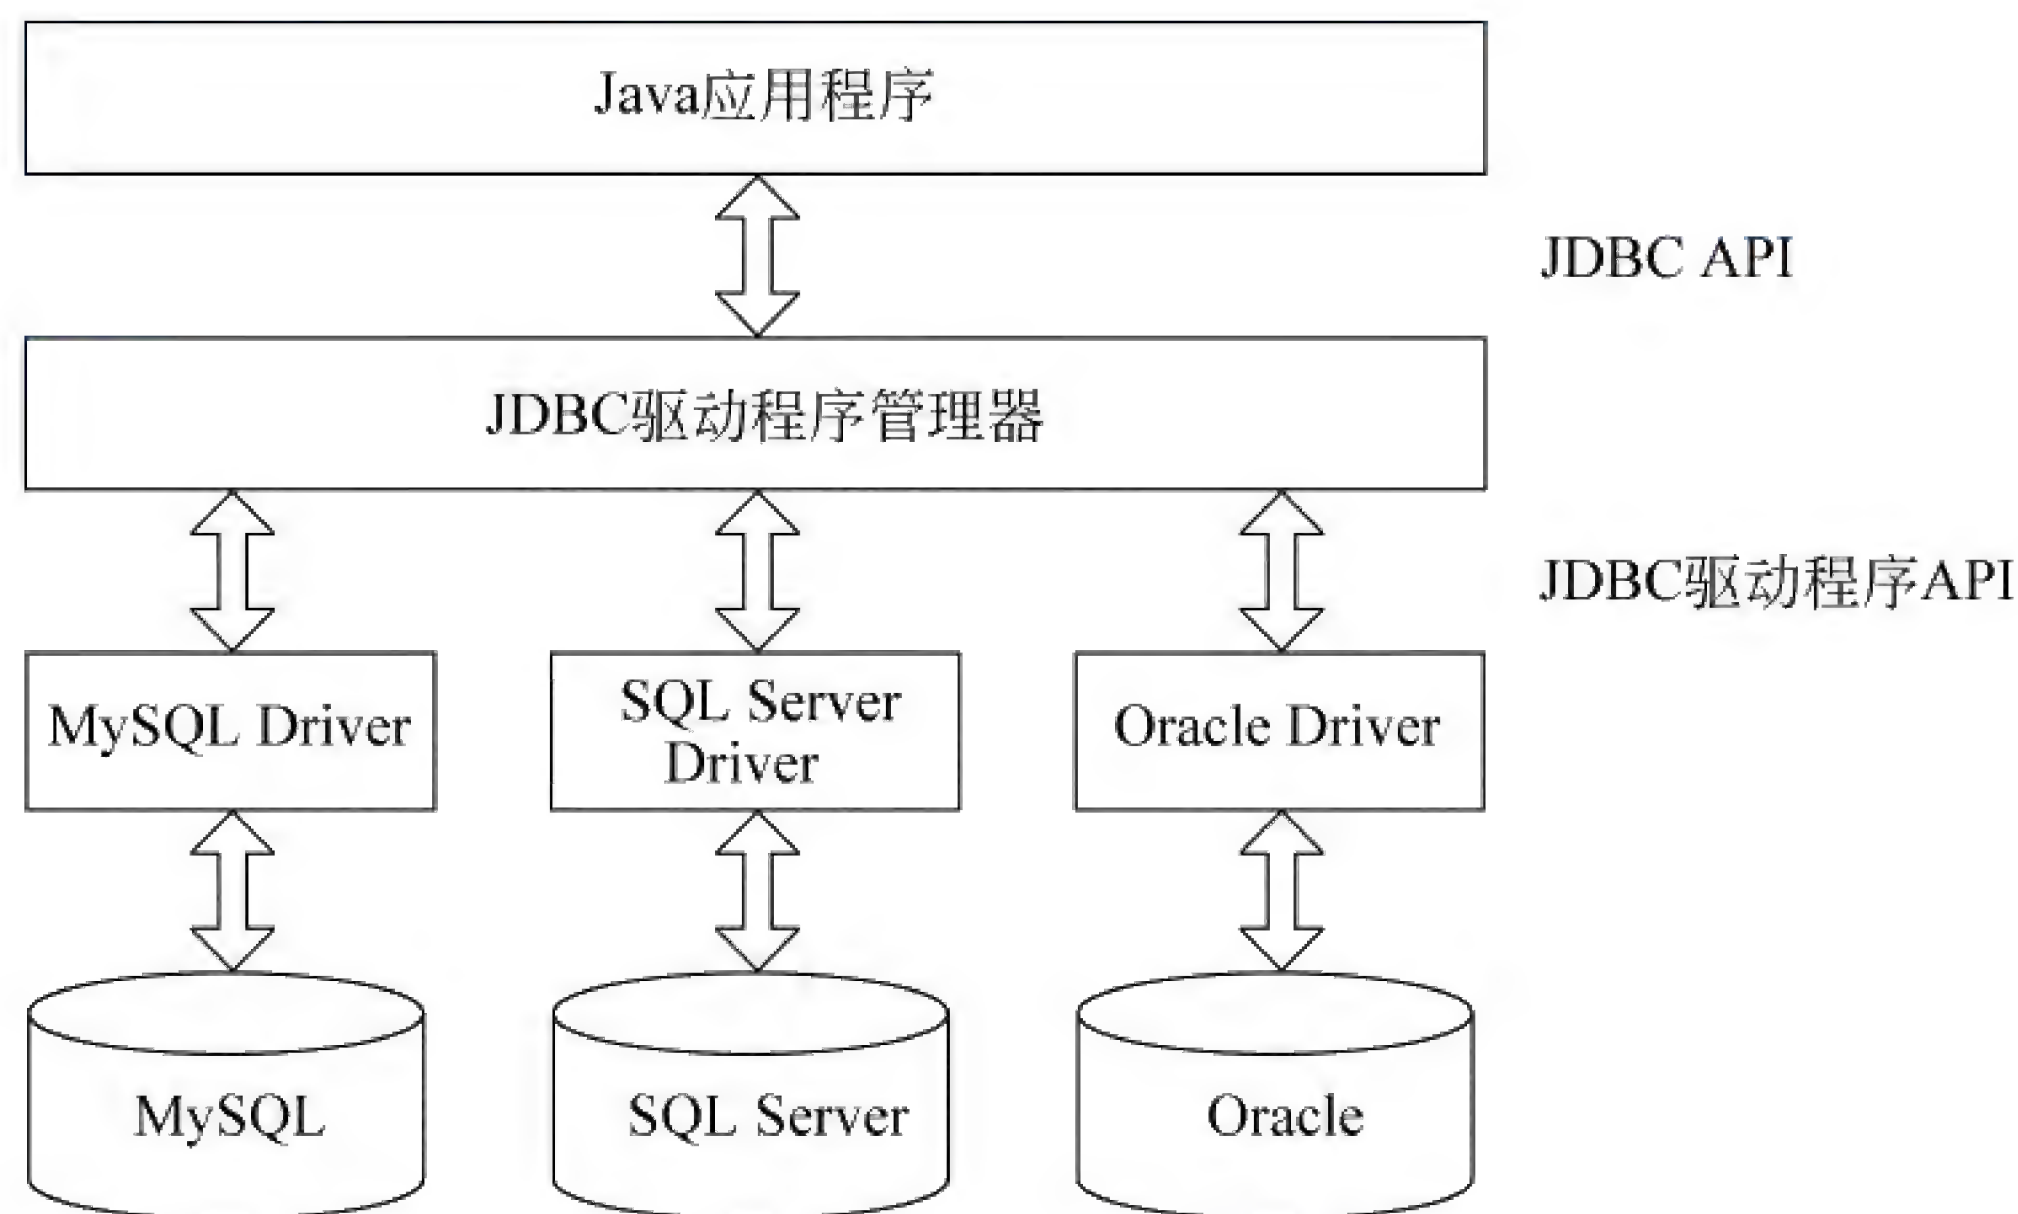 Java应用程序
JDBC API
JDBC驱动程序管理器
JDBC驱动程序API
MySQL Driver
SQL Server
Driver
Oracle Driver
MySQL
SQL Server
Oracle